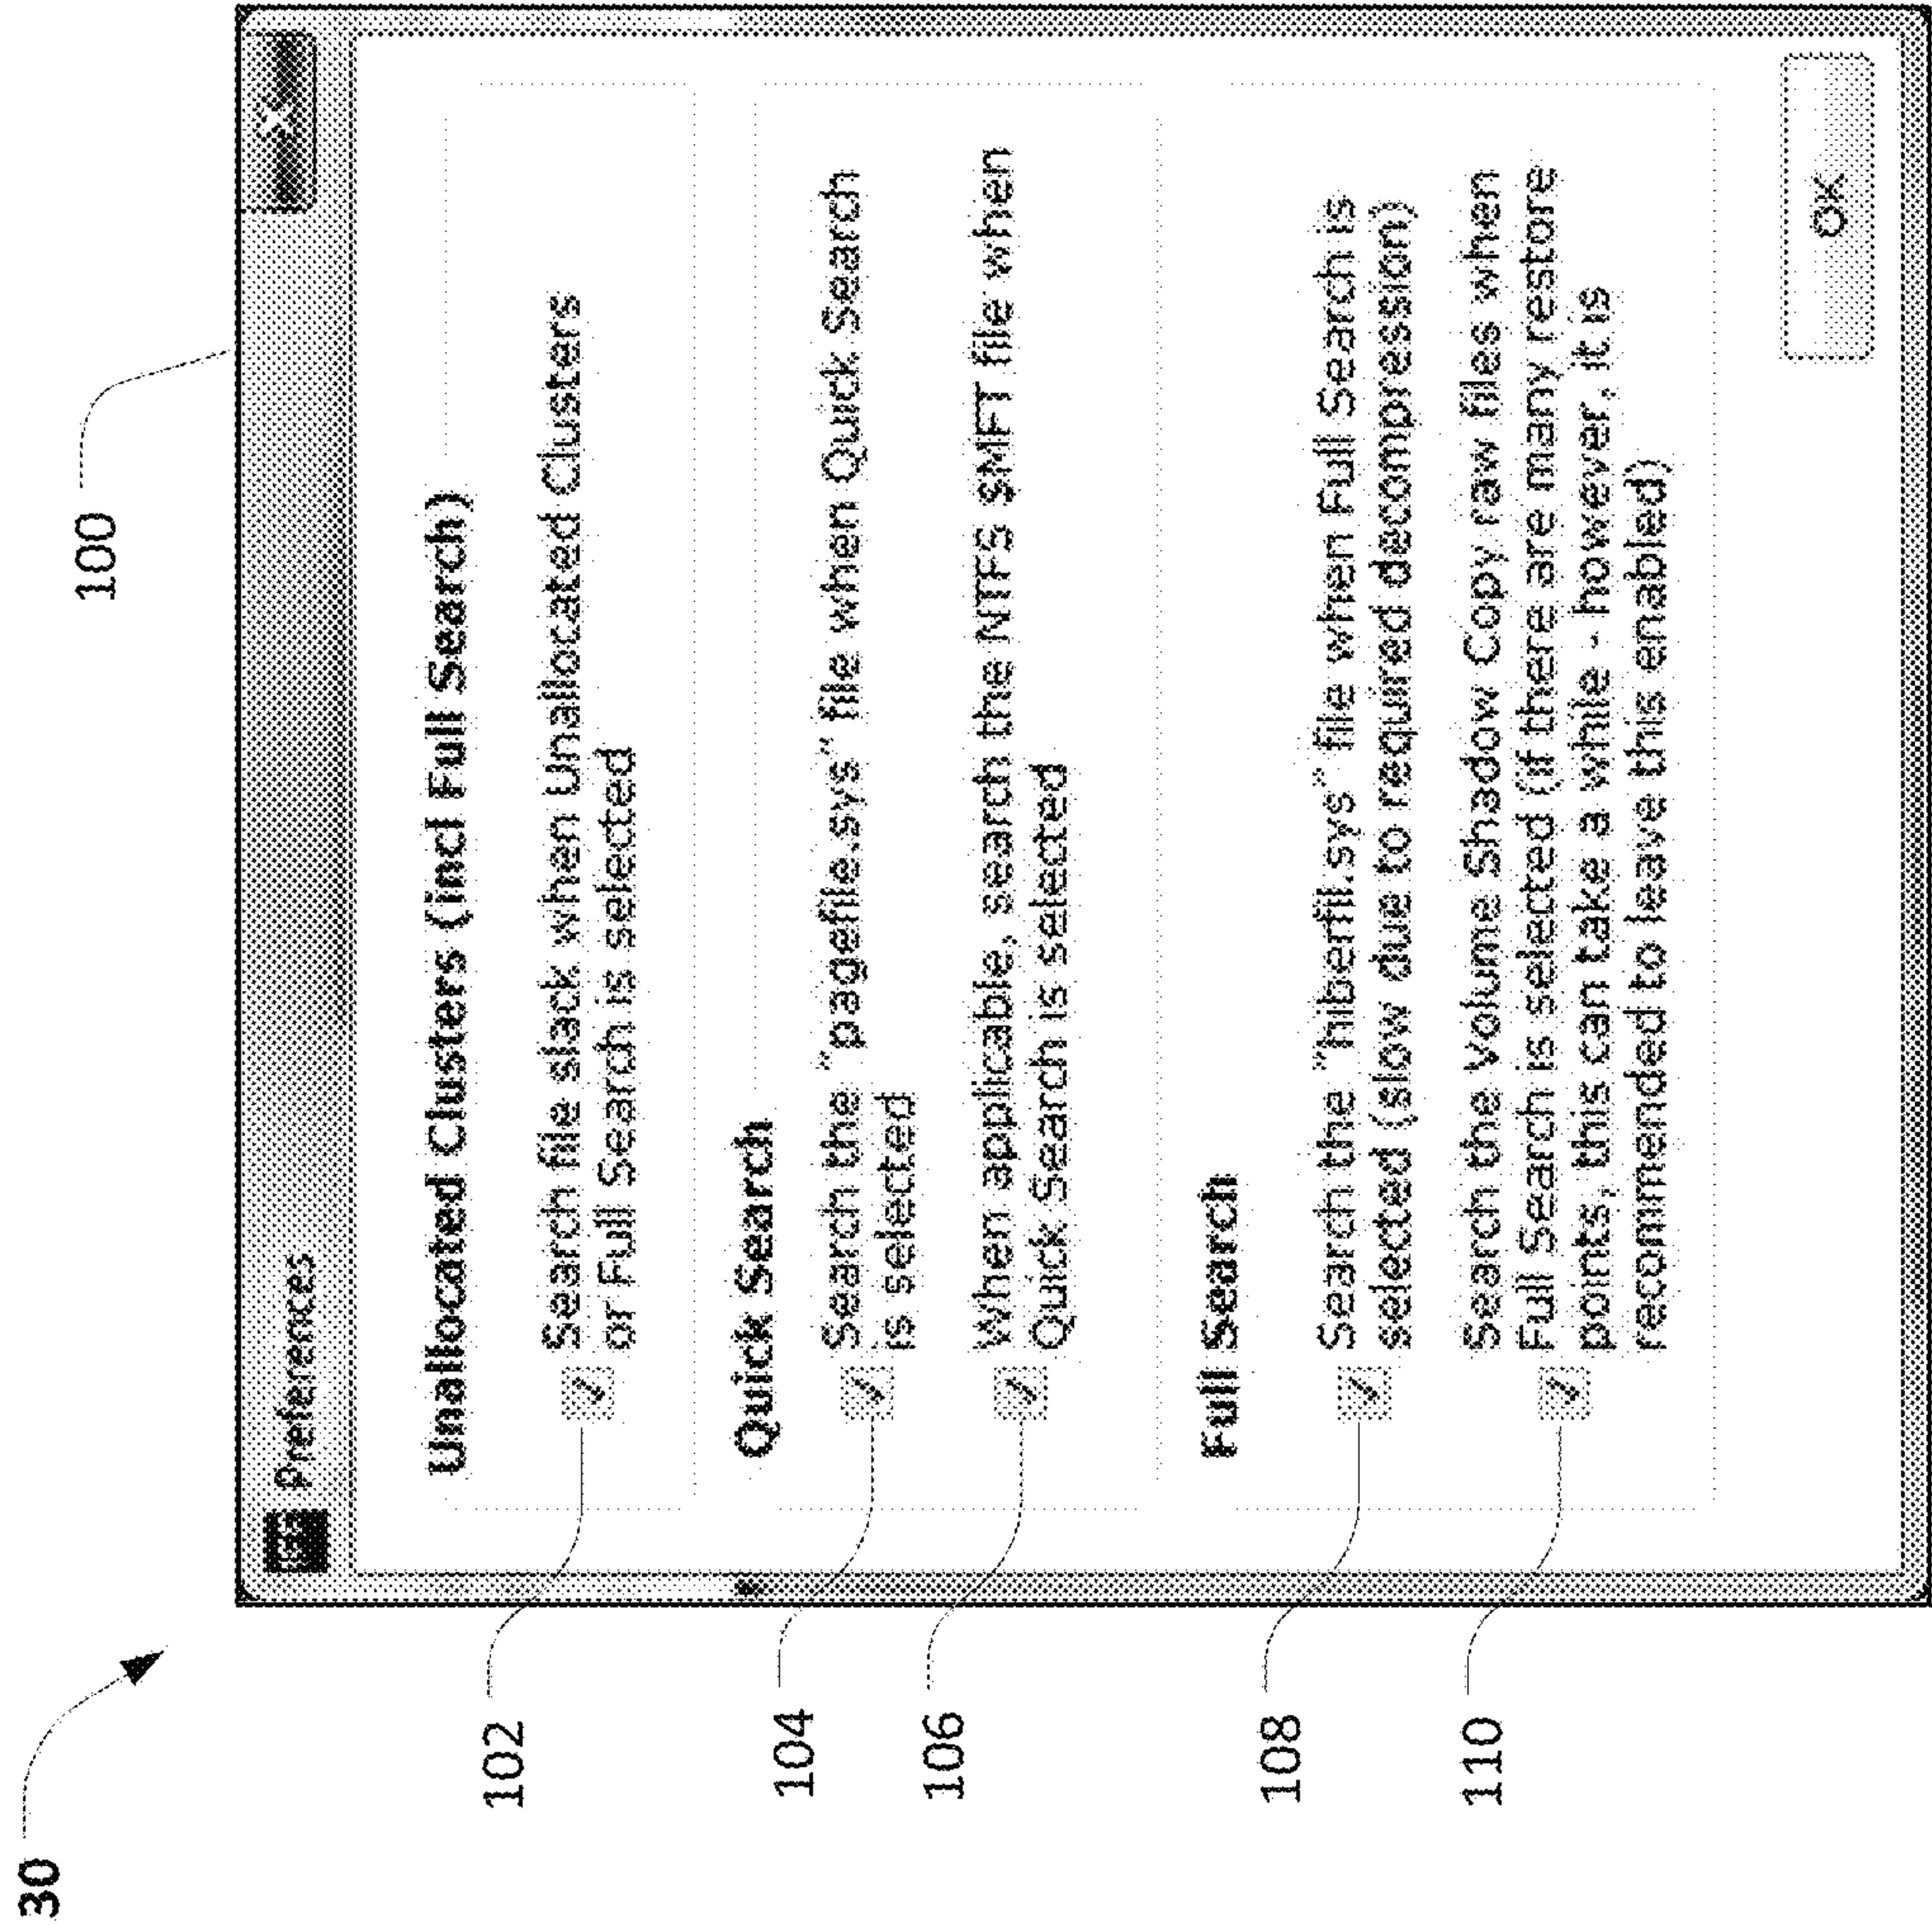 30
100
Preferences
X
Unallocated Clusters (incl Full Search)
102
Search file slack when Unallocated Clusters
or Full Search is selected
Quick Search
104
Search the "pagefile.sys" file when Quick Search
is selected
106
When applicable, search the NTFS $MFT file when
Quick Search is selected
Full Search
108
Search the "hiberfil.sys" file when Full Search is
selected (slow due to required decompression)
110
Search the Volume Shadow Copy raw files when
Full Search is selected (if there are many restore
points, this can take a while - however, it is
recommended to leave this enabled)
OK